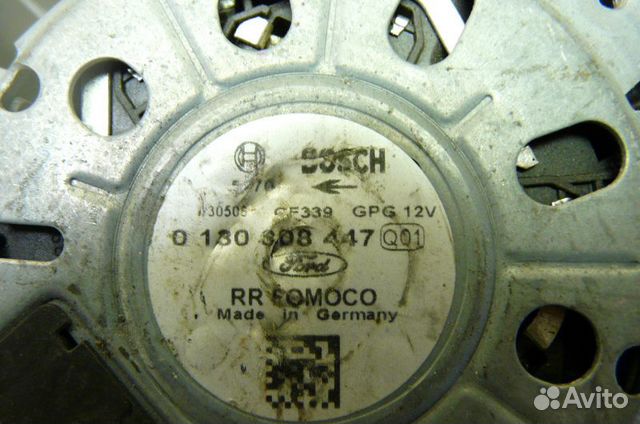 BOSCH
CF339 GPG 12V
0 130 308 447 Q01
Ford
RR FOMOCO
Made in Germany
Avito